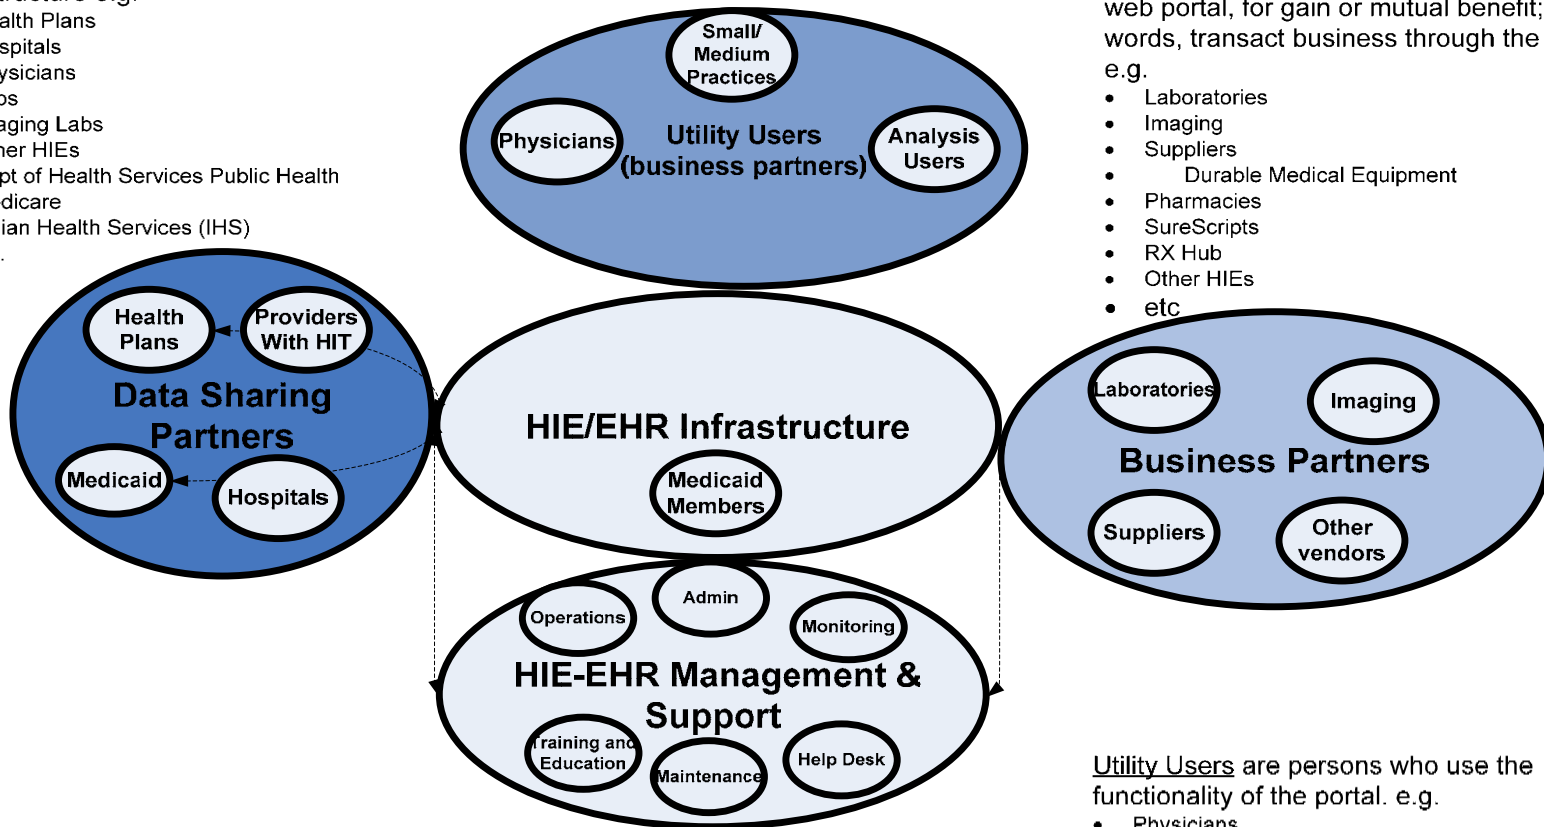 alth Plans
spitals
ysicians
os
aging Labs
her HIEs
pt of Health Services Public Health
edicare
ian Health Services (IHS)
web portal, for gain or mutual benefit;
words, transact business through the
e.g.
• Laboratories
• Imaging
• Suppliers
• Durable Medical Equipment
• Pharmacies
• SureScripts
• RX Hub
• Other HIEs
• etc
Small/
Medium
Practices
Physicians
Utility Users
(business partners)
Analysis
Users
Health
Plans
Providers
With HIT
Data Sharing
Partners
Medicaid
Hospitals
HIE/EHR Infrastructure
Medicaid
Members
Laboratories
Imaging
Business Partners
Suppliers
Other
vendors
Operations
Admin
Monitoring
HIE-EHR Management &
Support
Training and
Education
Maintenance
Help Desk
Utility Users are persons who use the
functionality of the portal. e.g.
• Physicians